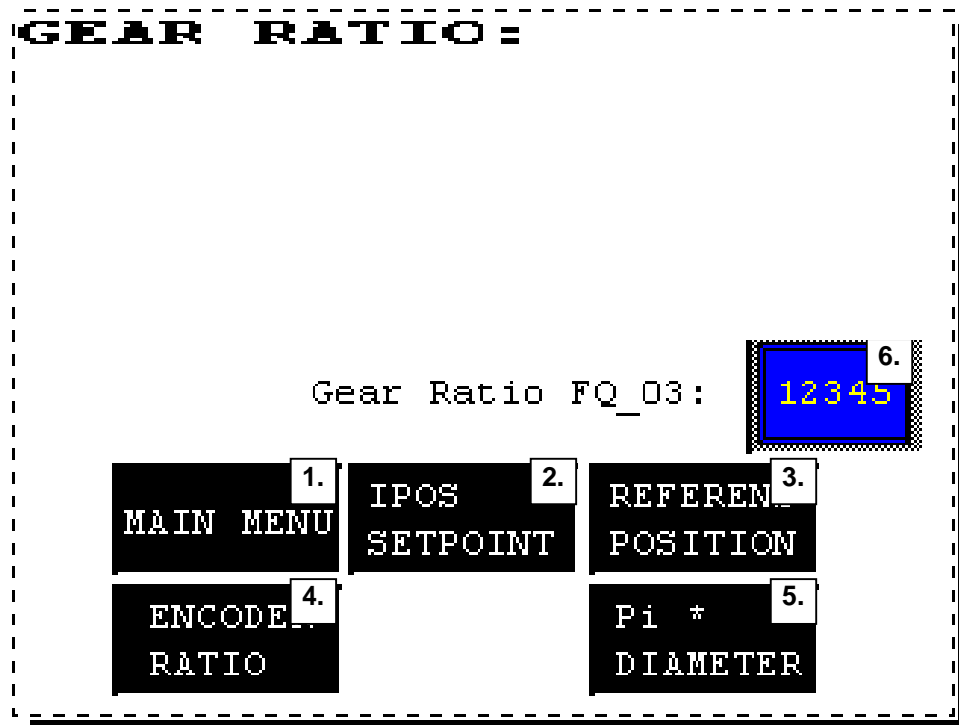 GEAR RATIO:
6.
Gear Ratio FQ_03: 12345
1.
MAIN MENU
2.
IPOS
SETPOINT
3.
POSITION
4.
RATIO
5.
Pi *
DIAMETER